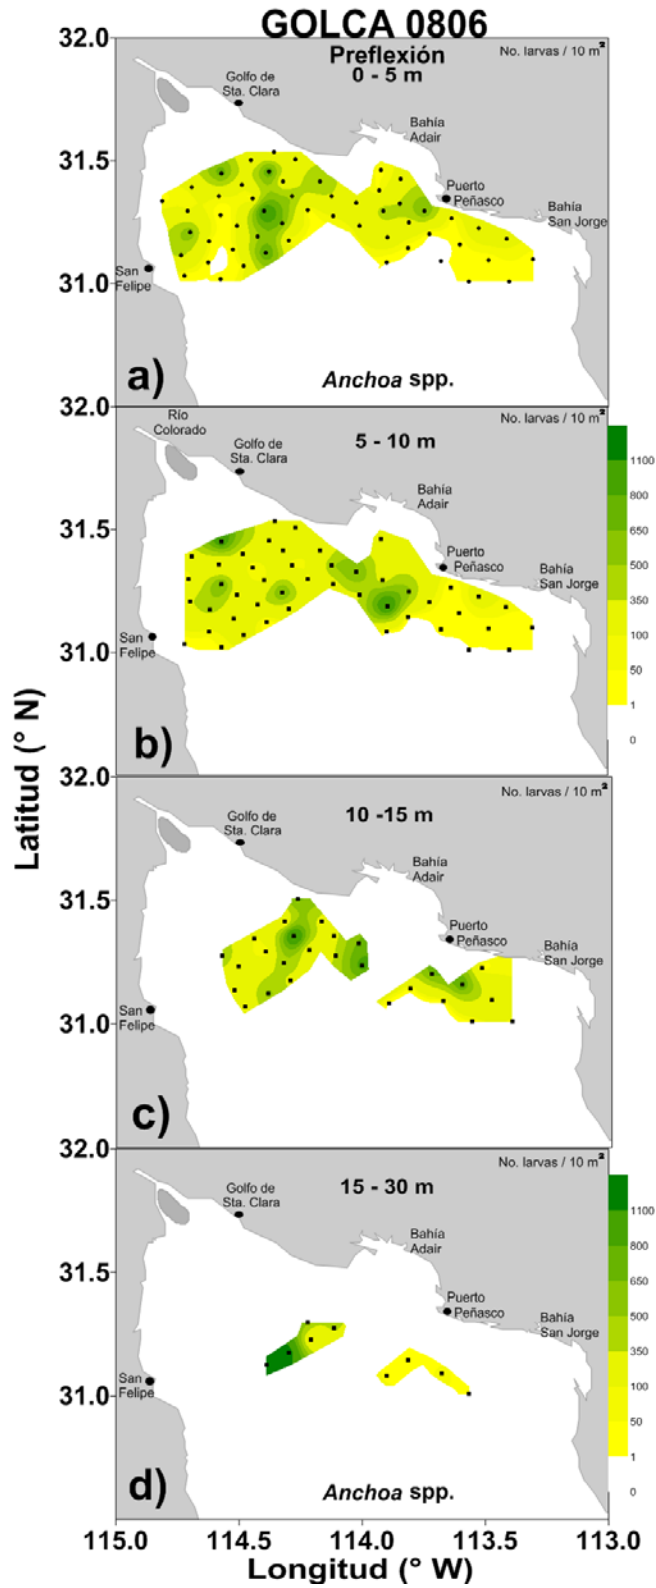 GOLCA 0806
32.0
Preflexión
0 - 5 m
No. larvas / 10 m²
Golfo de
Sta. Clara
Bahía
Adair
31.5
Puerto
Peñasco
Bahía
San Jorge
San
Felipe
31.0
a)
Anchoa spp.
32.0
Río
Colorado
5 - 10 m
No. larvas / 10 m²
Golfo de
Sta. Clara
Bahía
Adair
31.5
Puerto
Peñasco
Bahía
San Jorge
San
Felipe
31.0
b)
1100
800
650
500
350
100
50
1
0
Latitud (° N)
32.0
10 -15 m
No. larvas / 10 m²
Golfo de
Sta. Clara
Bahía
Adair
31.5
Puerto
Peñasco
Bahía
San Jorge
San
Felipe
31.0
c)
32.0
15 - 30 m
No. larvas / 10 m²
Golfo de
Sta. Clara
Bahía
Adair
31.5
Puerto
Peñasco
Bahía
San Jorge
San
Felipe
31.0
d)
Anchoa spp.
1100
800
650
500
350
100
50
1
0
115.0
114.5
114.0
113.5
113.0
Longitud (° W)